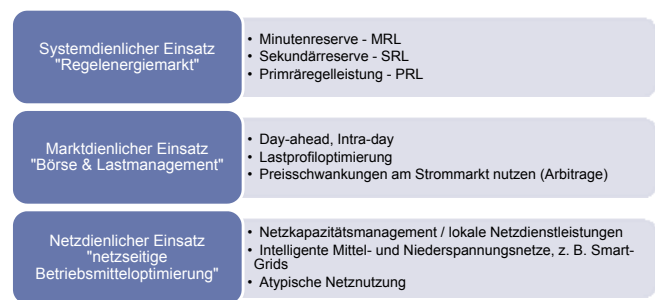 Systemdienlicher Einsatz
"Regelenergiemarkt"
• Minutenreserve - MRL
• Sekundärreserve - SRL
• Primräregelleistung - PRL
Marktdienlicher Einsatz
"Börse & Lastmanagement"
• Day-ahead, Intra-day
• Lastprofiloptimierung
• Preisschwankungen am Strommarkt nutzen (Arbitrage)
Netzdienlicher Einsatz
"netzseitige
Betriebsmitteloptimierung"
• Netzkapazitätsmanagement / lokale Netzdienstleistungen
• Intelligente Mittel- und Niederspannungsnetze, z. B. Smart-
Grids
• Atypische Netznutzung